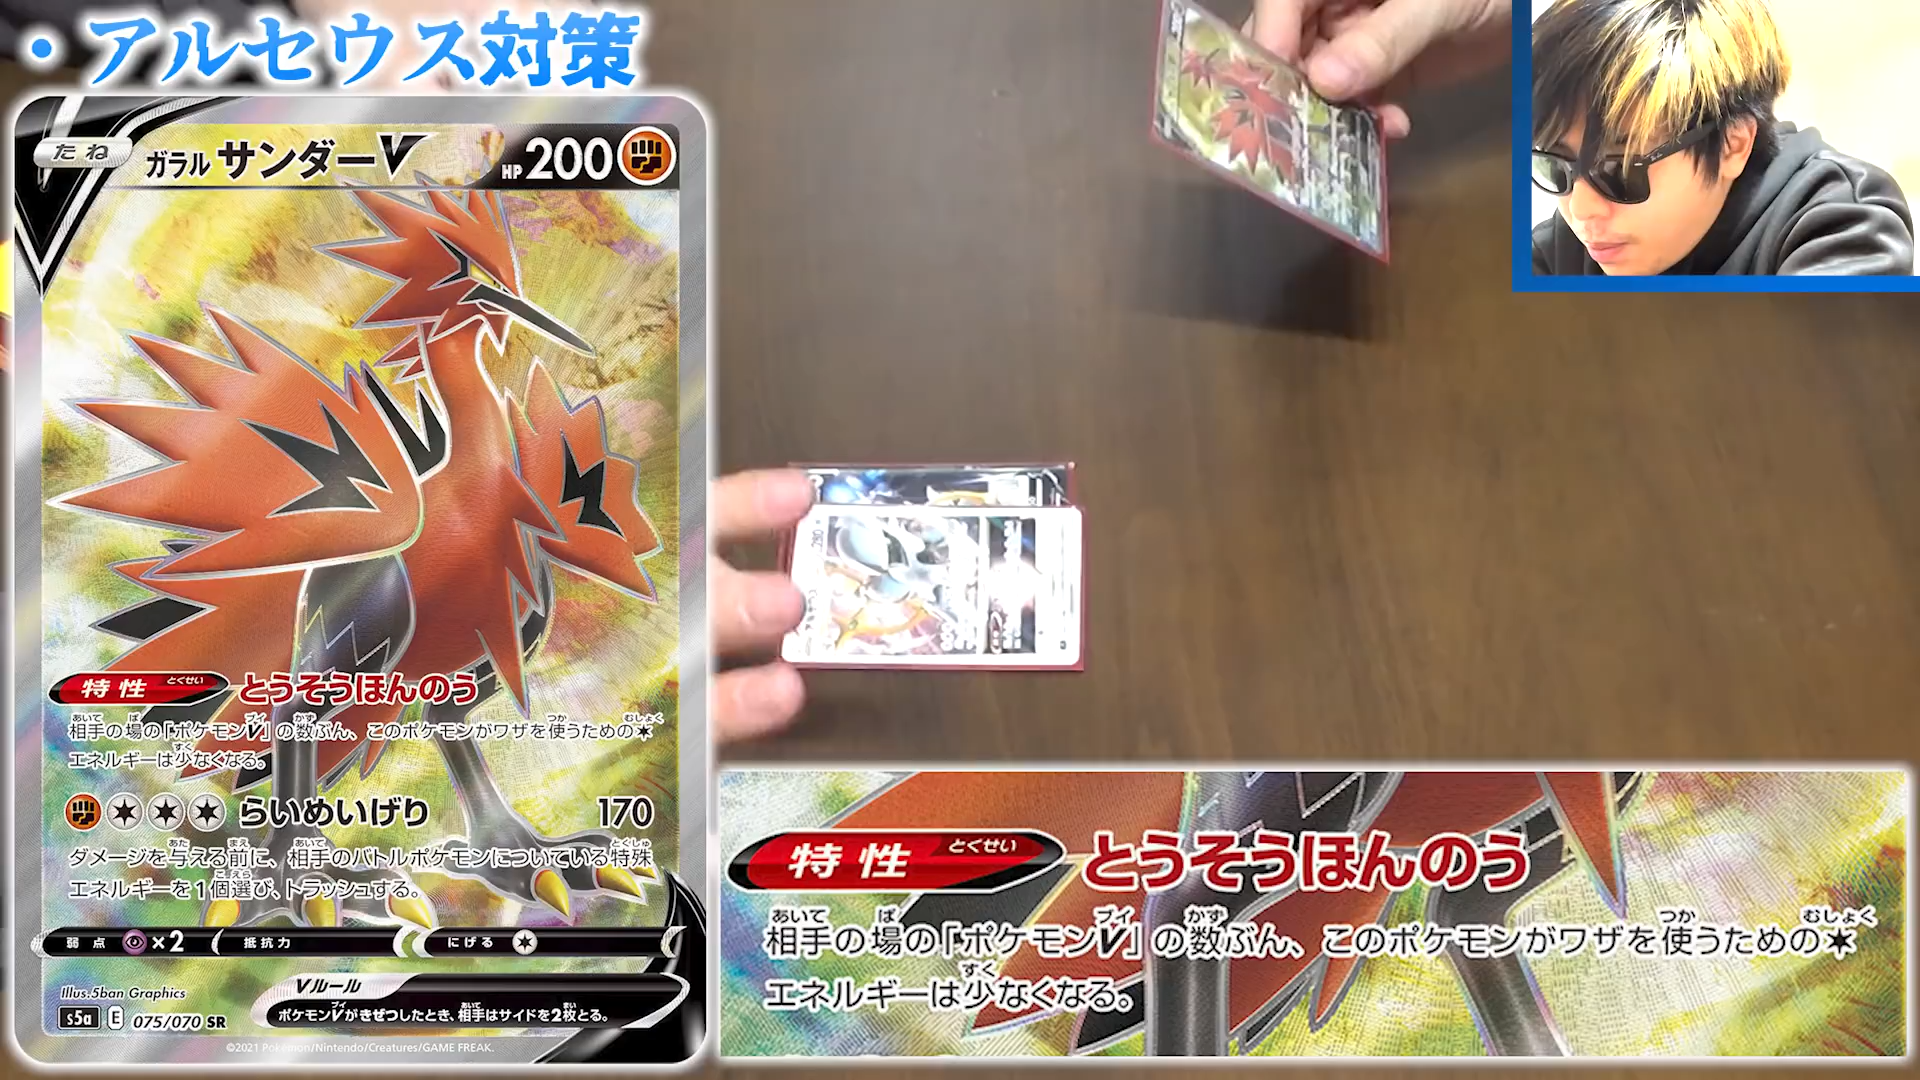 ・アルセウス対策
たね
ガラル サンダーV
HP 200
特性 とくせい とうそうほんのう
相手の場の「ポケモンV」の数ぶん、このポケモンがワザを使うための
エネルギーは少なくなる。
らいめいげり 170
ダメージを与える前に、相手のバトルポケモンについている特殊
エネルギーを1個選び、トラッシュする。
弱点 ×2 抵抗力 にげる
Vルール
Illus.5ban Graphics
ポケモンVがきぜつしたとき、相手はサイドを2枚とる。
s5a E 075/070 SR
©2021 Pokémon/Nintendo/Creatures/GAME FREAK.
特性 とくせい とうそうほんのう
相手の場の「ポケモンV」の数ぶん、このポケモンがワザを使うための
エネルギーは少なくなる。